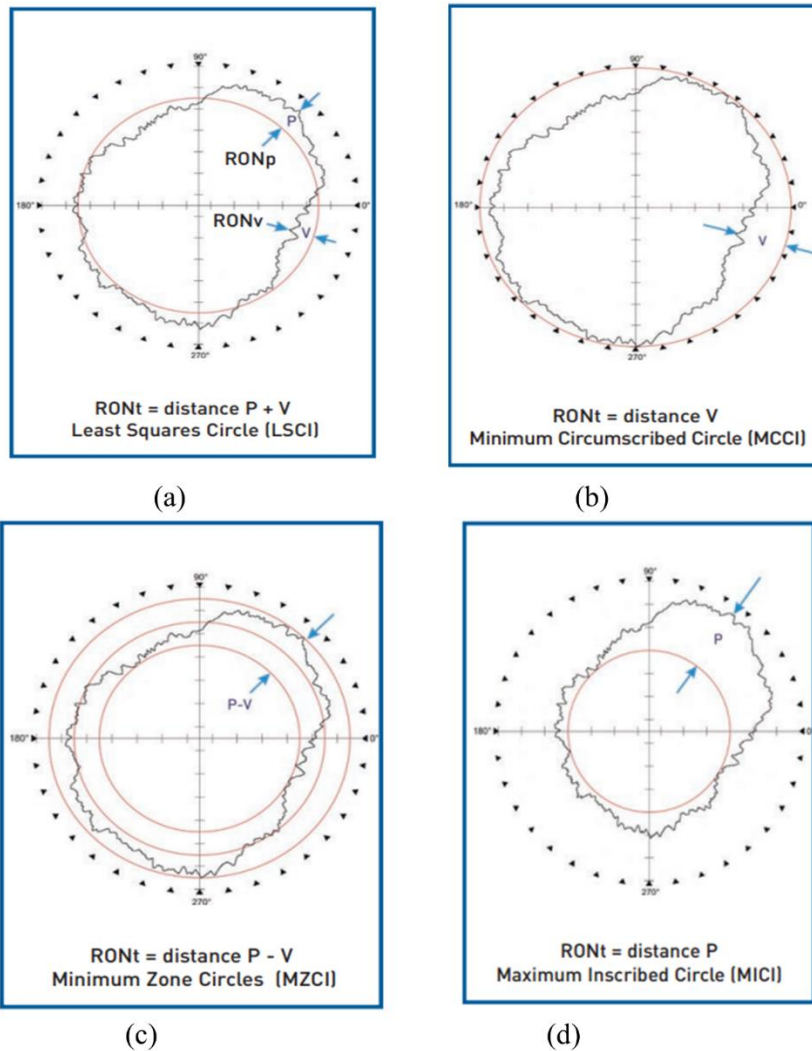 90°
P
RONp
180°
0°
RONv
V
270°
RONt = distance P + V
Least Squares Circle (LSCI)
(a)
90°
180°
0°
V
270°
RONt = distance V
Minimum Circumscribed Circle (MCCI)
(b)
90°
P-V
180°
0°
270°
RONt = distance P - V
Minimum Zone Circles (MZCI)
(c)
90°
P
180°
270°
RONt = distance P
Maximum Inscribed Circle (MICI)
(d)